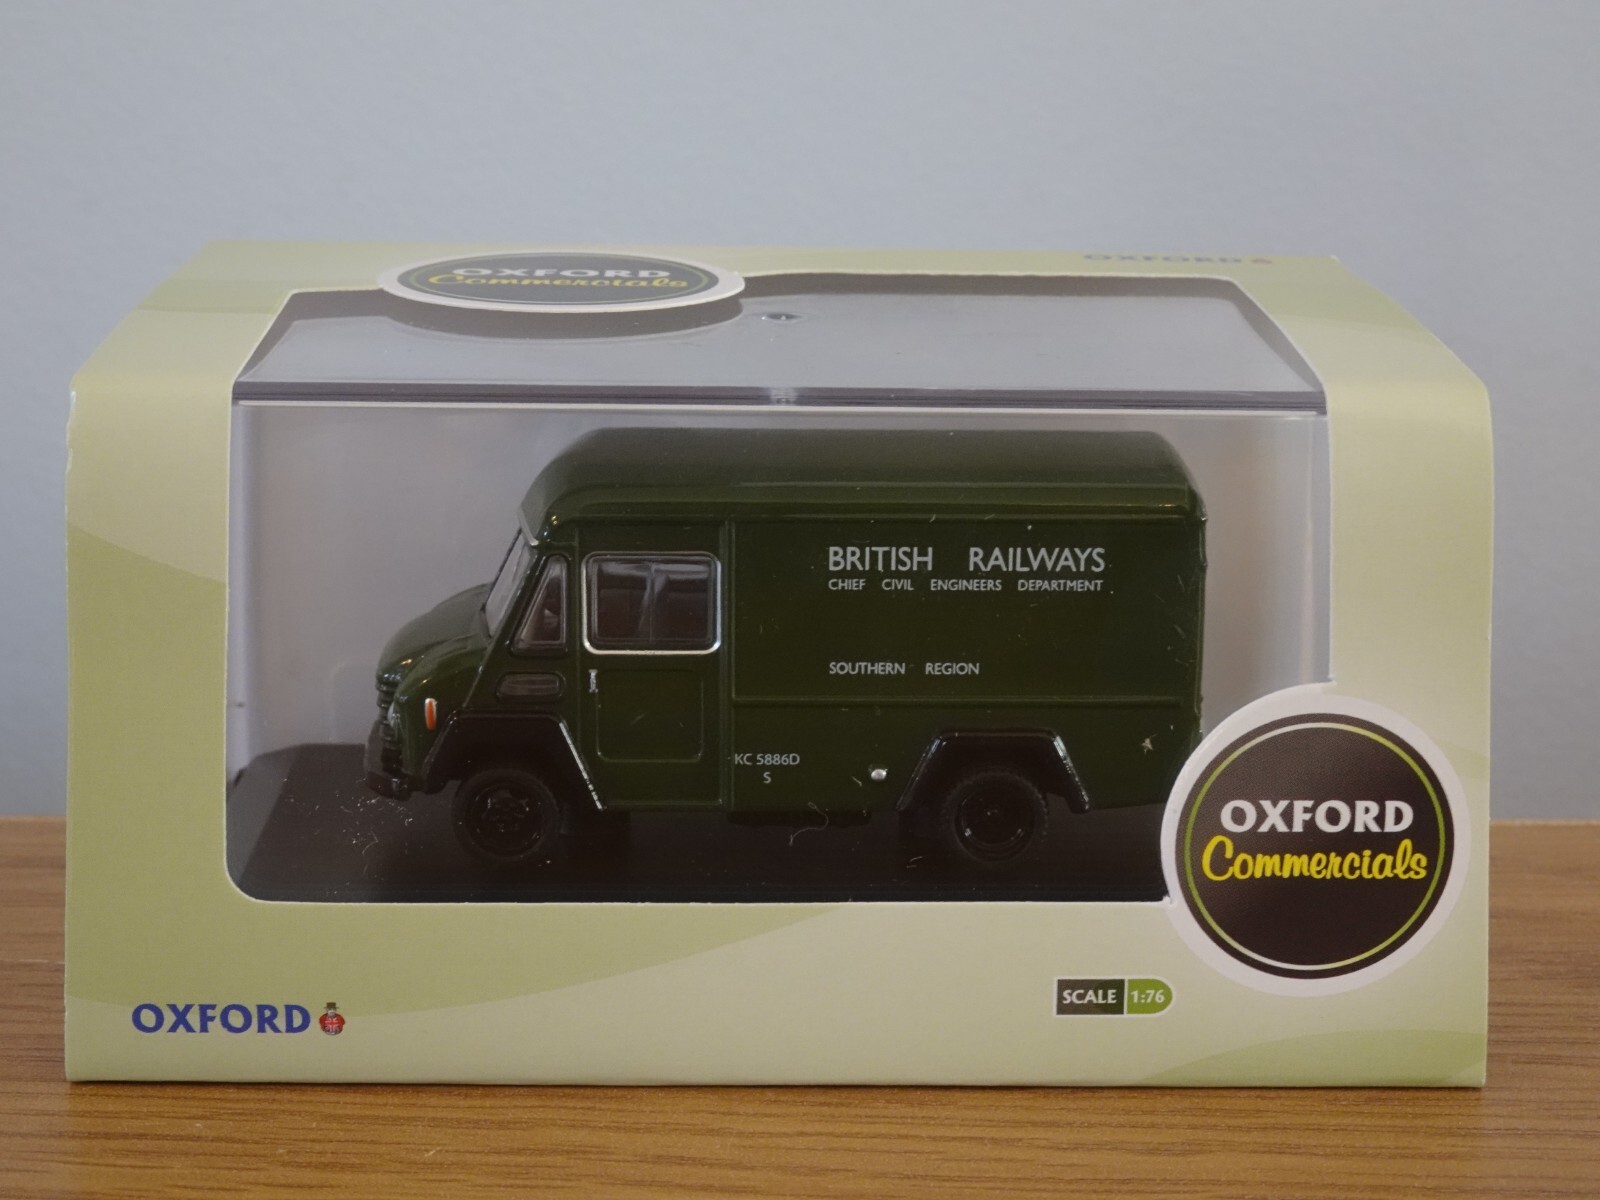 OXFORD
Commercials
OXFORD
BRITISH RAILWAYS
CHIEF CIVIL ENGINEERS DEPARTMENT
SOUTHERN REGION
KC 5886D
S
OXFORD
Commercials
SCALE 1:76
OXFORD